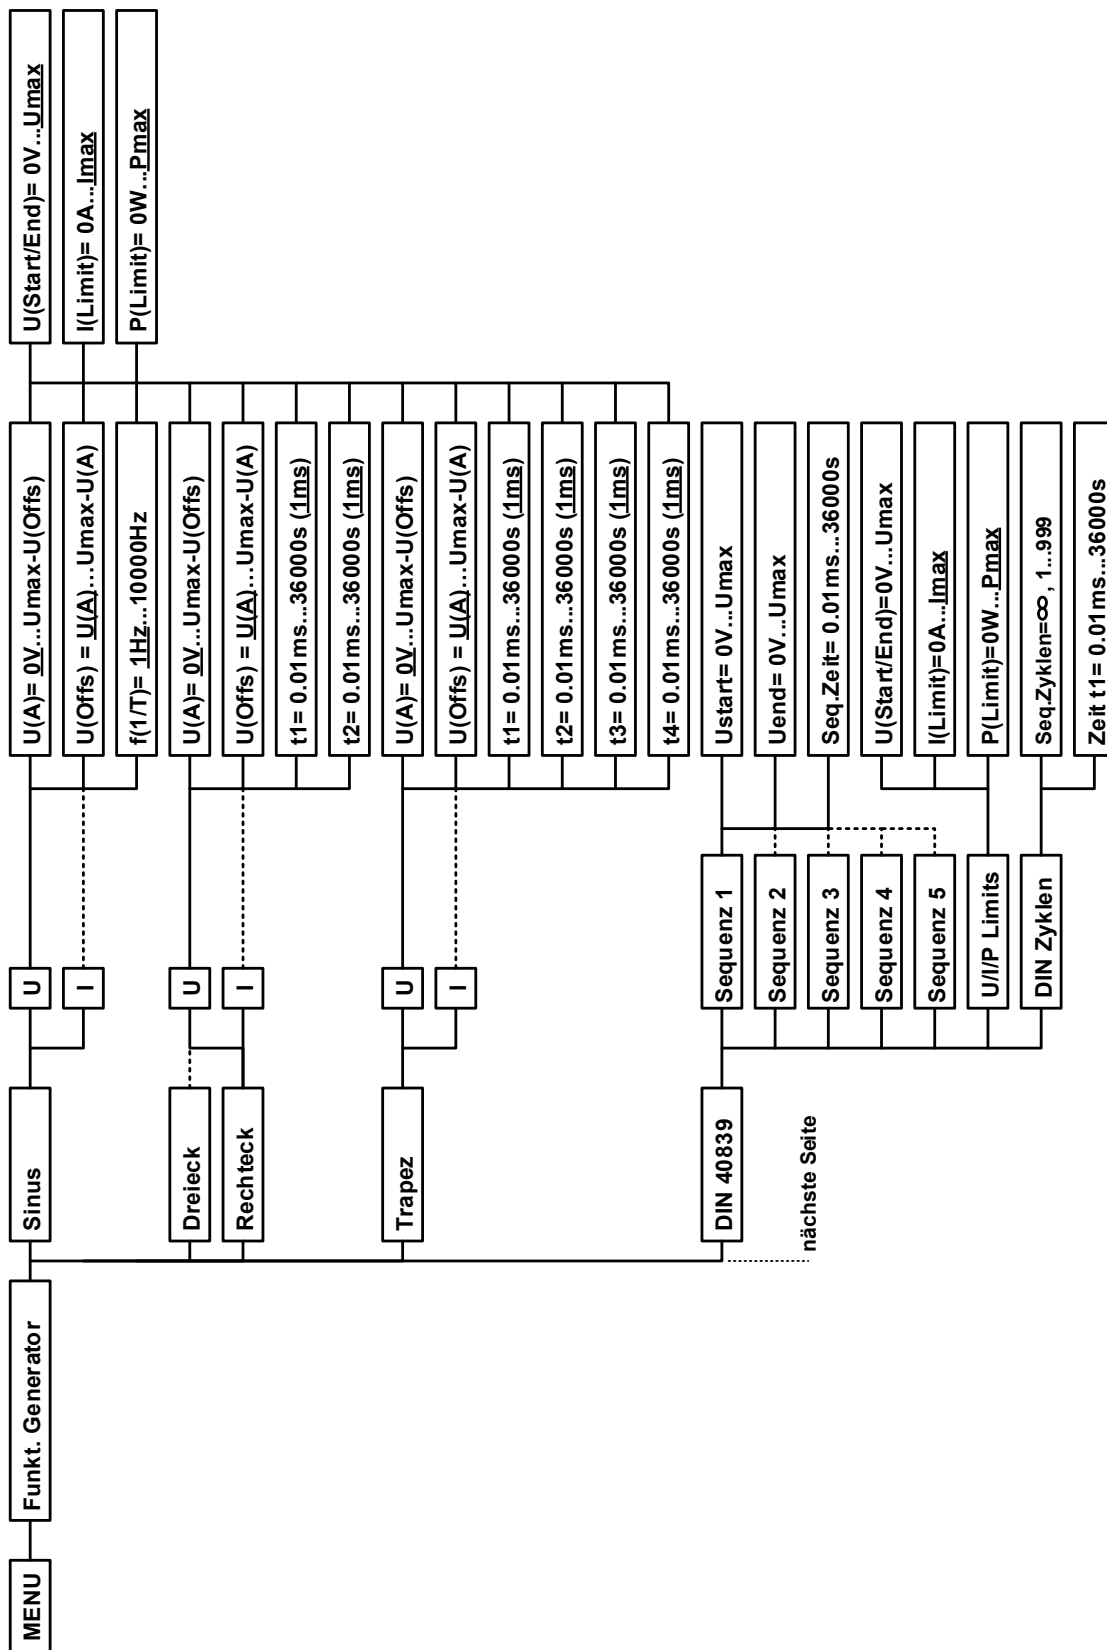 MENU
Funkt. Generator
Sinus
U
U(A)= 0V...Umax-U(Offs)
U(Start/End)= 0V...Umax
I
U(Offs) = U(A)...Umax-U(A)
I(Limit)= 0A...Imax
f(1/T)= 1Hz...10000Hz
P(Limit)= 0W...Pmax
Dreieck
U
U(A)= 0V...Umax-U(Offs)
Rechteck
I
U(Offs) = U(A)...Umax-U(A)
t1= 0.01ms...36000s (1ms)
t2= 0.01ms...36000s (1ms)
Trapez
U
U(A)= 0V...Umax-U(Offs)
I
U(Offs) = U(A)...Umax-U(A)
t1= 0.01ms...36000s (1ms)
t2= 0.01ms...36000s (1ms)
t3= 0.01ms...36000s (1ms)
t4= 0.01ms...36000s (1ms)
DIN 40839
Sequenz 1
Ustart= 0V...Umax
Sequenz 2
Uend= 0V...Umax
Sequenz 3
Seq.Zeit= 0.01ms...36000s
Sequenz 4
U(Start/End)=0V...Umax
Sequenz 5
I(Limit)=0A...Imax
U/I/P Limits
P(Limit)=0W...Pmax
DIN Zyklen
Seq.Zyklen=∞, 1...999
Zeit t1= 0.01ms...36000s
nächste Seite